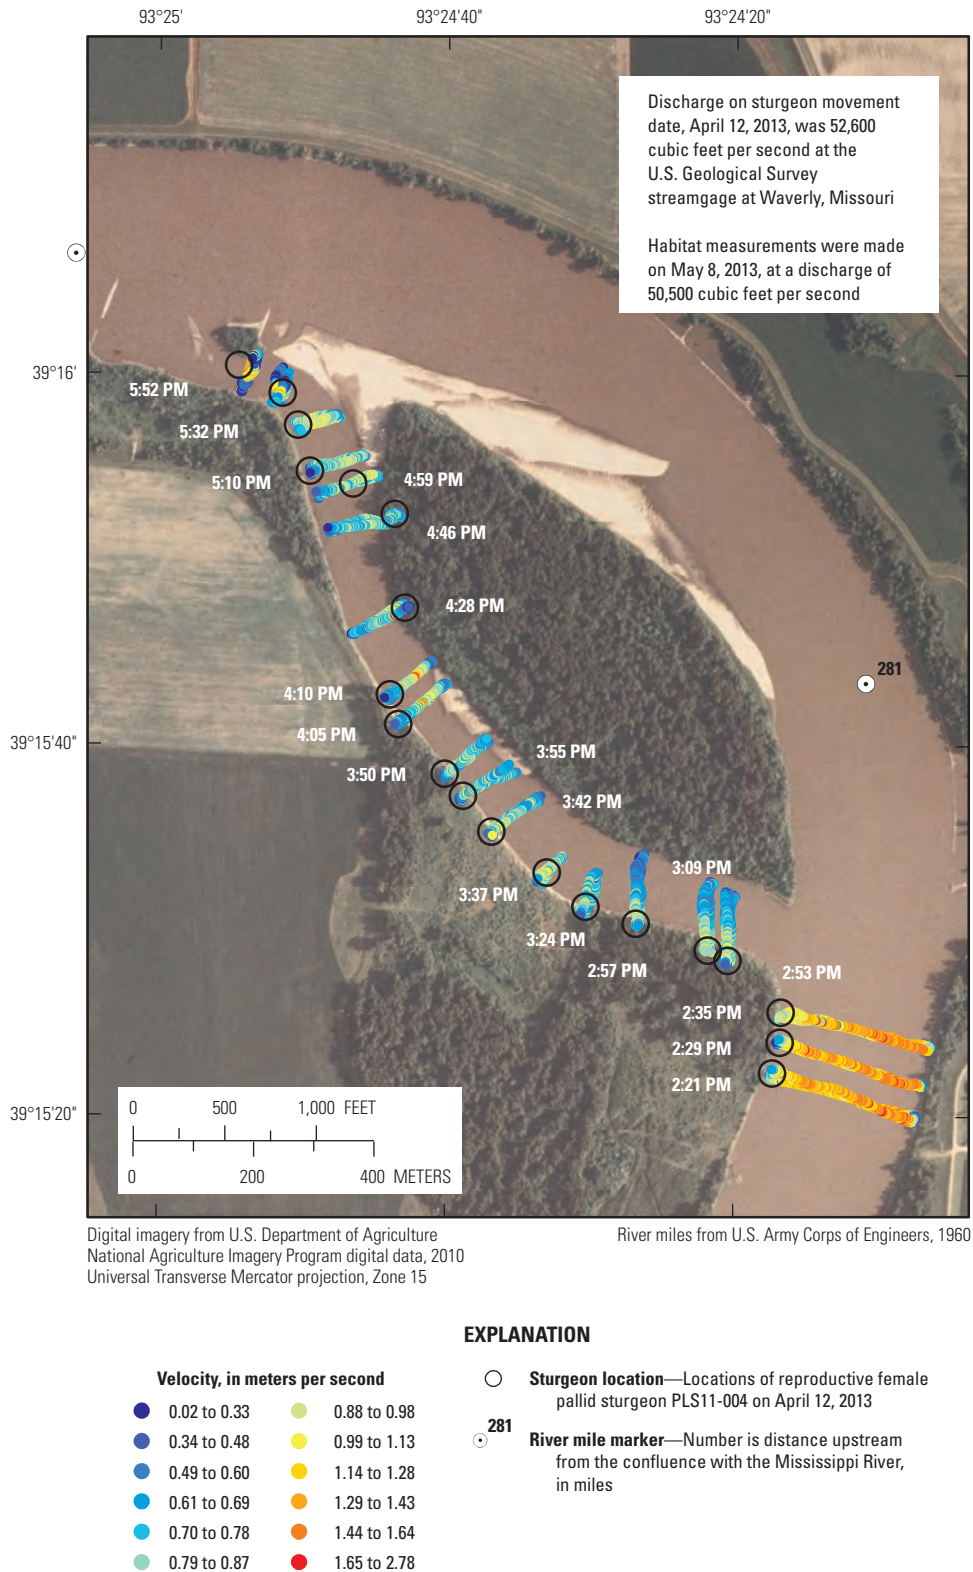 93°25'
93°24'40"
93°24'20"
Discharge on sturgeon movement
date, April 12, 2013, was 52,600
cubic feet per second at the
U.S. Geological Survey
streamgage at Waverly, Missouri
Habitat measurements were made
on May 8, 2013, at a discharge of
50,500 cubic feet per second
39°16'
5:52 PM
5:32 PM
5:10 PM
4:59 PM
4:46 PM
4:28 PM
281
4:10 PM
4:05 PM
39°15'40"
3:55 PM
3:50 PM
3:42 PM
3:09 PM
3:37 PM
3:24 PM
2:57 PM
2:53 PM
2:35 PM
2:29 PM
2:21 PM
39°15'20"
0 500 1,000 FEET
0 200 400 METERS
Digital imagery from U.S. Department of Agriculture
National Agriculture Imagery Program digital data, 2010
Universal Transverse Mercator projection, Zone 15
River miles from U.S. Army Corps of Engineers, 1960
EXPLANATION
Velocity, in meters per second
0.02 to 0.33
0.34 to 0.48
0.49 to 0.60
0.61 to 0.69
0.70 to 0.78
0.79 to 0.87
0.88 to 0.98
0.99 to 1.13
1.14 to 1.28
1.29 to 1.43
1.44 to 1.64
1.65 to 2.78
Sturgeon location—Locations of reproductive female
pallid sturgeon PLS11-004 on April 12, 2013
281
River mile marker—Number is distance upstream
from the confluence with the Mississippi River,
in miles